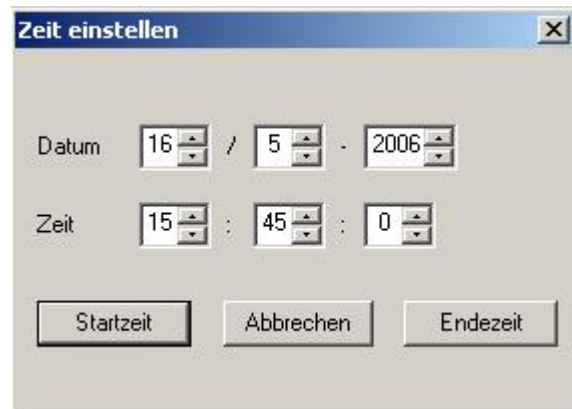 Zeit einstellen
Datum 16 / 5 - 2006
Zeit 15 : 45 : 0
Startzeit Abbrechen Endezeit